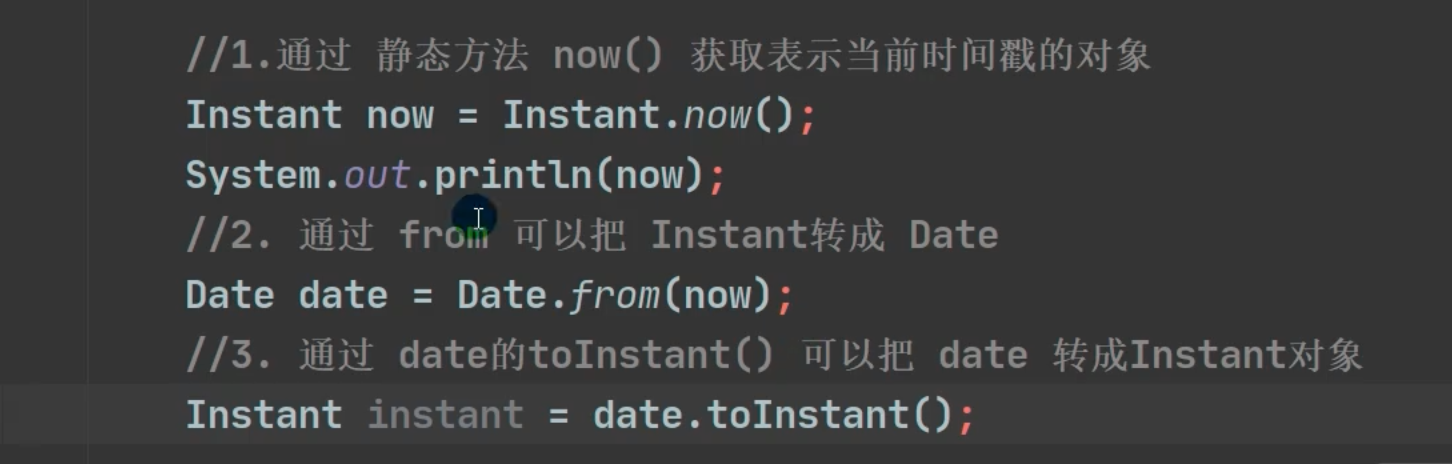 //1.通过 静态方法 now() 获取表示当前时间戳的对象
Instant now = Instant.now();
System.out.println(now);
//2. 通过 from 可以把 Instant转成 Date
Date date = Date.from(now);
//3. 通过 date的toInstant() 可以把 date 转成Instant对象
Instant instant = date.toInstant();